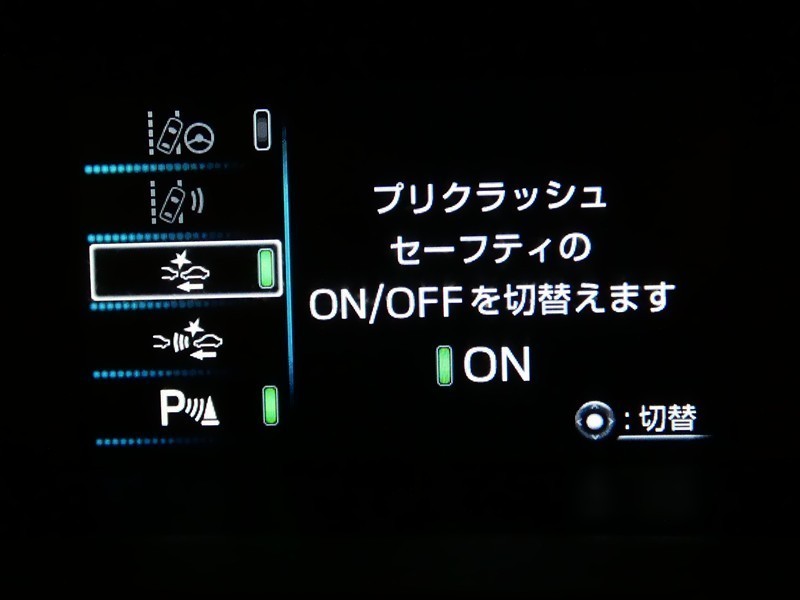 プリクラッシュ
セーフティの
ON/OFFを切替えます
ON
P
:切替